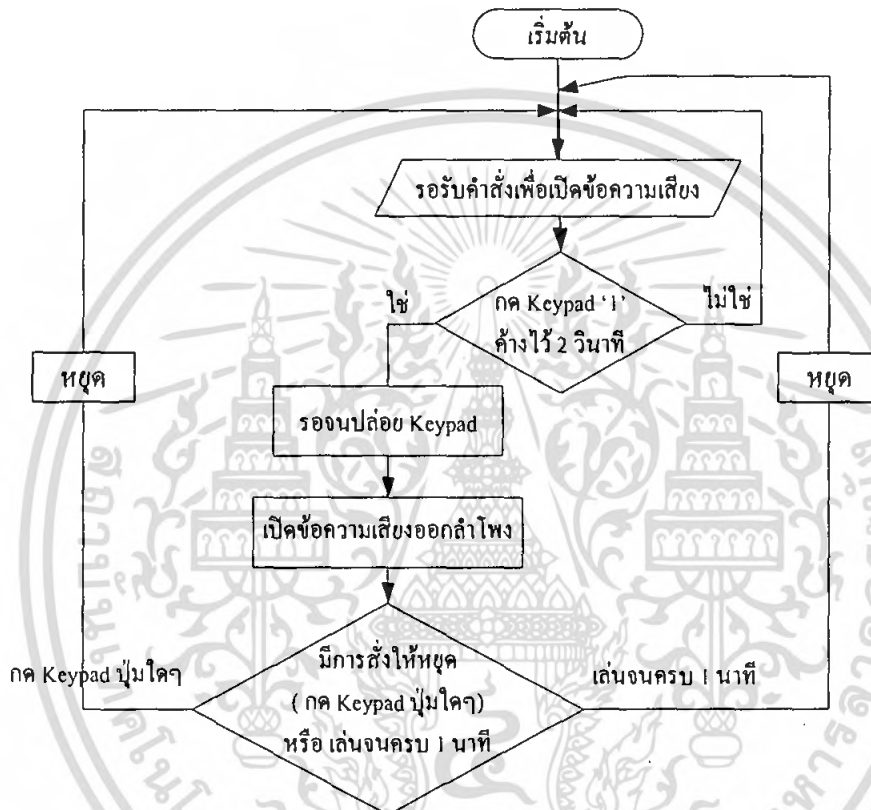 เริ่มต้น
รอรับคำสั่งเพื่อเปิดข้อความเสียง
กด Keypad ‘1’
ค้างไว้ 2 วินาที
ใช่
ไม่ใช่
หยุด
หยุด
รอจนปล่อย Keypad
เปิดข้อความเสียงออกลำโพง
มีการสั่งให้หยุด
( กด Keypad ปุ่มใดๆ)
หรือ เล่นจนครบ 1 นาที
กด Keypad ปุ่มใดๆ
เล่นจนครบ 1 นาที